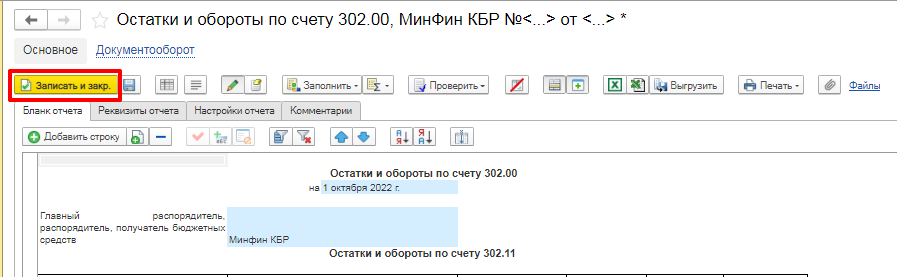 Остатки и обороты по счету 302.00, МинФин КБР №<...> от <...> *
Основное Документооборот
Записать и закр. Заполнить Проверить Выгрузить Печать Файлы
Бланк отчета Реквизиты отчета Настройки отчета Комментарии
Добавить строку
Остатки и обороты по счету 302.00
на 1 октября 2022 г.
Главный распорядитель,
распорядитель, получатель бюджетных
средств Минфин КБР
Остатки и обороты по счету 302.11